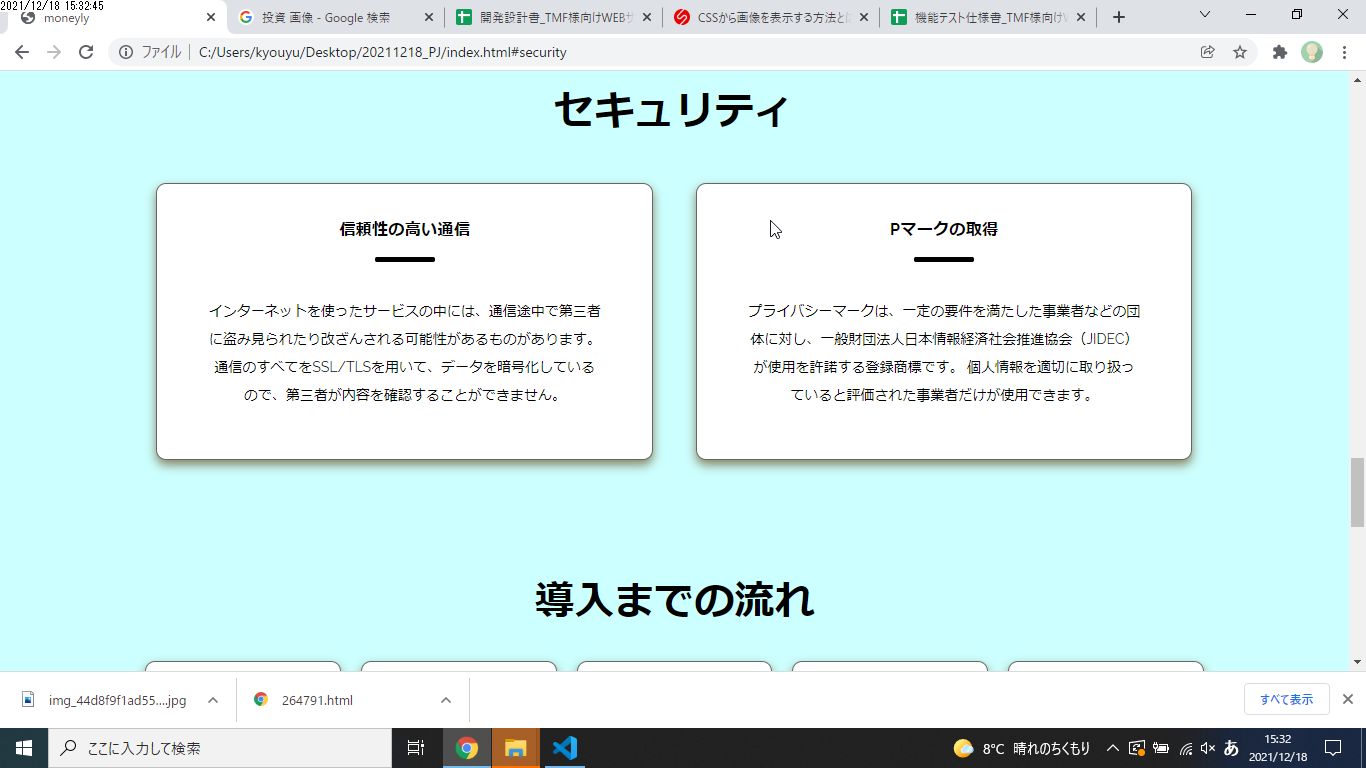 2021/12/18 15:32:45
moneyly
投資 画像 - Google 検索
開発設計書_TMF様向けWEBサ
CSSから画像を表示する方法と
機能テスト仕様書_TMF様向けW
ファイル
C:/Users/kyouyu/Desktop/20211218_PJ/index.html#security
セキュリティ
信頼性の高い通信
インターネットを使ったサービスの中には、通信途中で第三者
に盗み見られたり改ざんされる可能性があるものがあります。
通信のすべてをSSL/TLSを用いて、データを暗号化している
ので、第三者が内容を確認することができません。
Pマークの取得
プライバシーマークは、一定の要件を満たした事業者などの団
体に対し、一般財団法人日本情報経済社会推進協会（JIDEC）
が使用を許諾する登録商標です。 個人情報を適切に取り扱っ
ていると評価された事業者だけが使用できます。
導入までの流れ
img_44d8f9f1ad55....jpg
264791.html
すべて表示
ここに入力して検索
8°C 晴れのちくもり
あ
15:32
2021/12/18